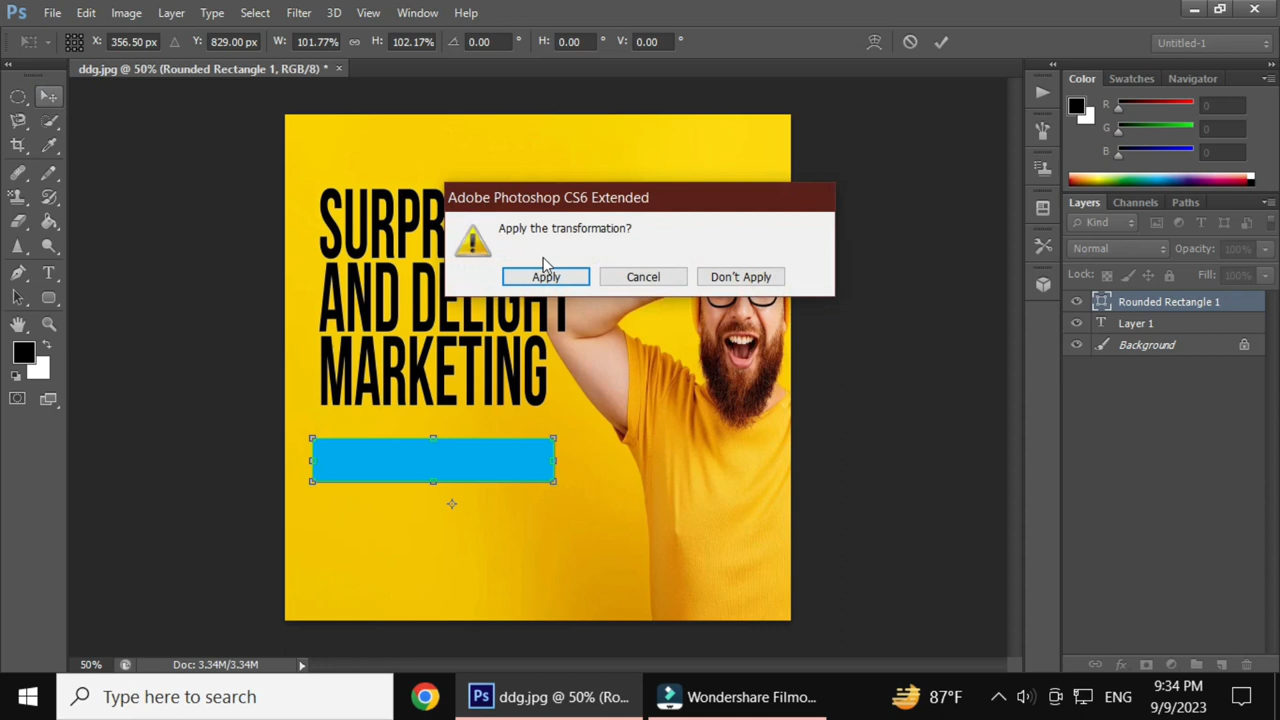 Ps File Edit Image Layer Type Select Filter 3D View Window Help
X: 356.50 px Y: 829.00 px W: 101.77% H: 102.17% 0.00 ° H: 0.00 ° V: 0.00 ° Untitled-1
ddg.jpg @ 50% (Rounded Rectangle 1, RGB/8) * ×
Color Swatches Navigator
R 0
G 0
B 0
Layers Channels Paths
Kind
Normal Opacity: 100%
Lock: Fill: 100%
Rounded Rectangle 1
T Layer 1
Background
Adobe Photoshop CS6 Extended
Apply the transformation?
Apply Cancel Don't Apply
SURPR
AND DELIGHT
MARKETING
50% Doc: 3.34M/3.34M
Type here to search
Ps ddg.jpg @ 50% (Ro...
Wondershare Filmo...
87°F
ENG
9:34 PM
9/9/2023